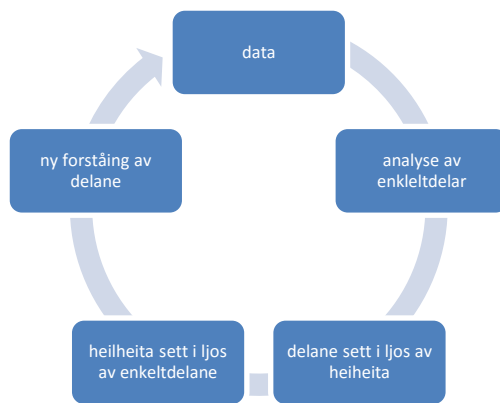 data
analyse av
enkleltdelar
delane sett i ljos av
heiheita
heilheita sett i ljos
av enkeltdelane
ny forståing av
delane